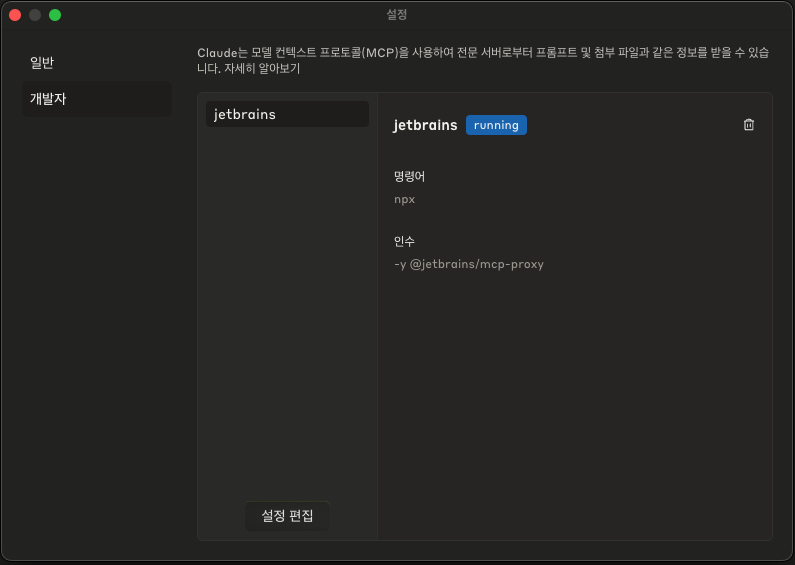 설정
일반
개발자
Claude는 모델 컨텍스트 프로토콜(MCP)을 사용하여 전문 서버로부터 프롬프트 및 첨부 파일과 같은 정보를 받을 수 있습
니다. 자세히 알아보기
jetbrains
설정 편집
jetbrains running
명령어
npx
인수
-y @jetbrains/mcp-proxy